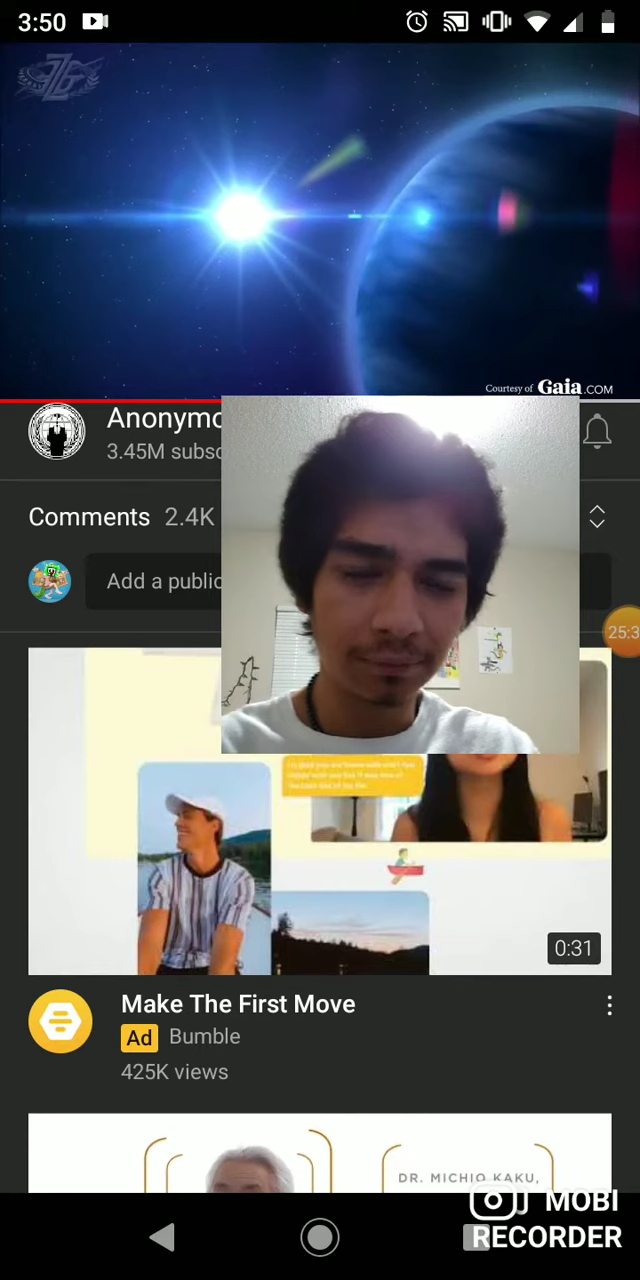 3:50
Courtesy of Gaia.COM
Anonymo
3.45M subsc
Comments 2.4K
Add a public
25:3
0:31
Make The First Move
Ad Bumble
425K views
DR. MICHIO KAKU,
MOBI
RECORDER